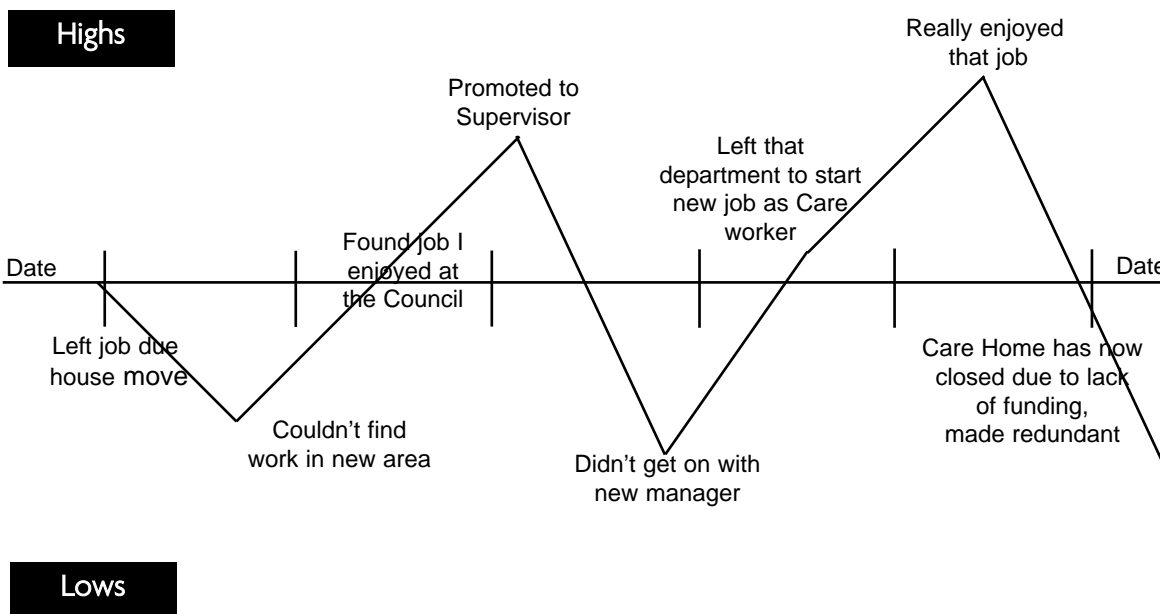 Highs
Really enjoyed
that job
Promoted to
Supervisor
Left that
department to start
new job as Care
worker
Found job I
enjoyed at
the Council
Date
Date
Left job due
house move
Care Home has now
closed due to lack
of funding,
made redundant
Couldn’t find
work in new area
Didn’t get on with
new manager
Lows